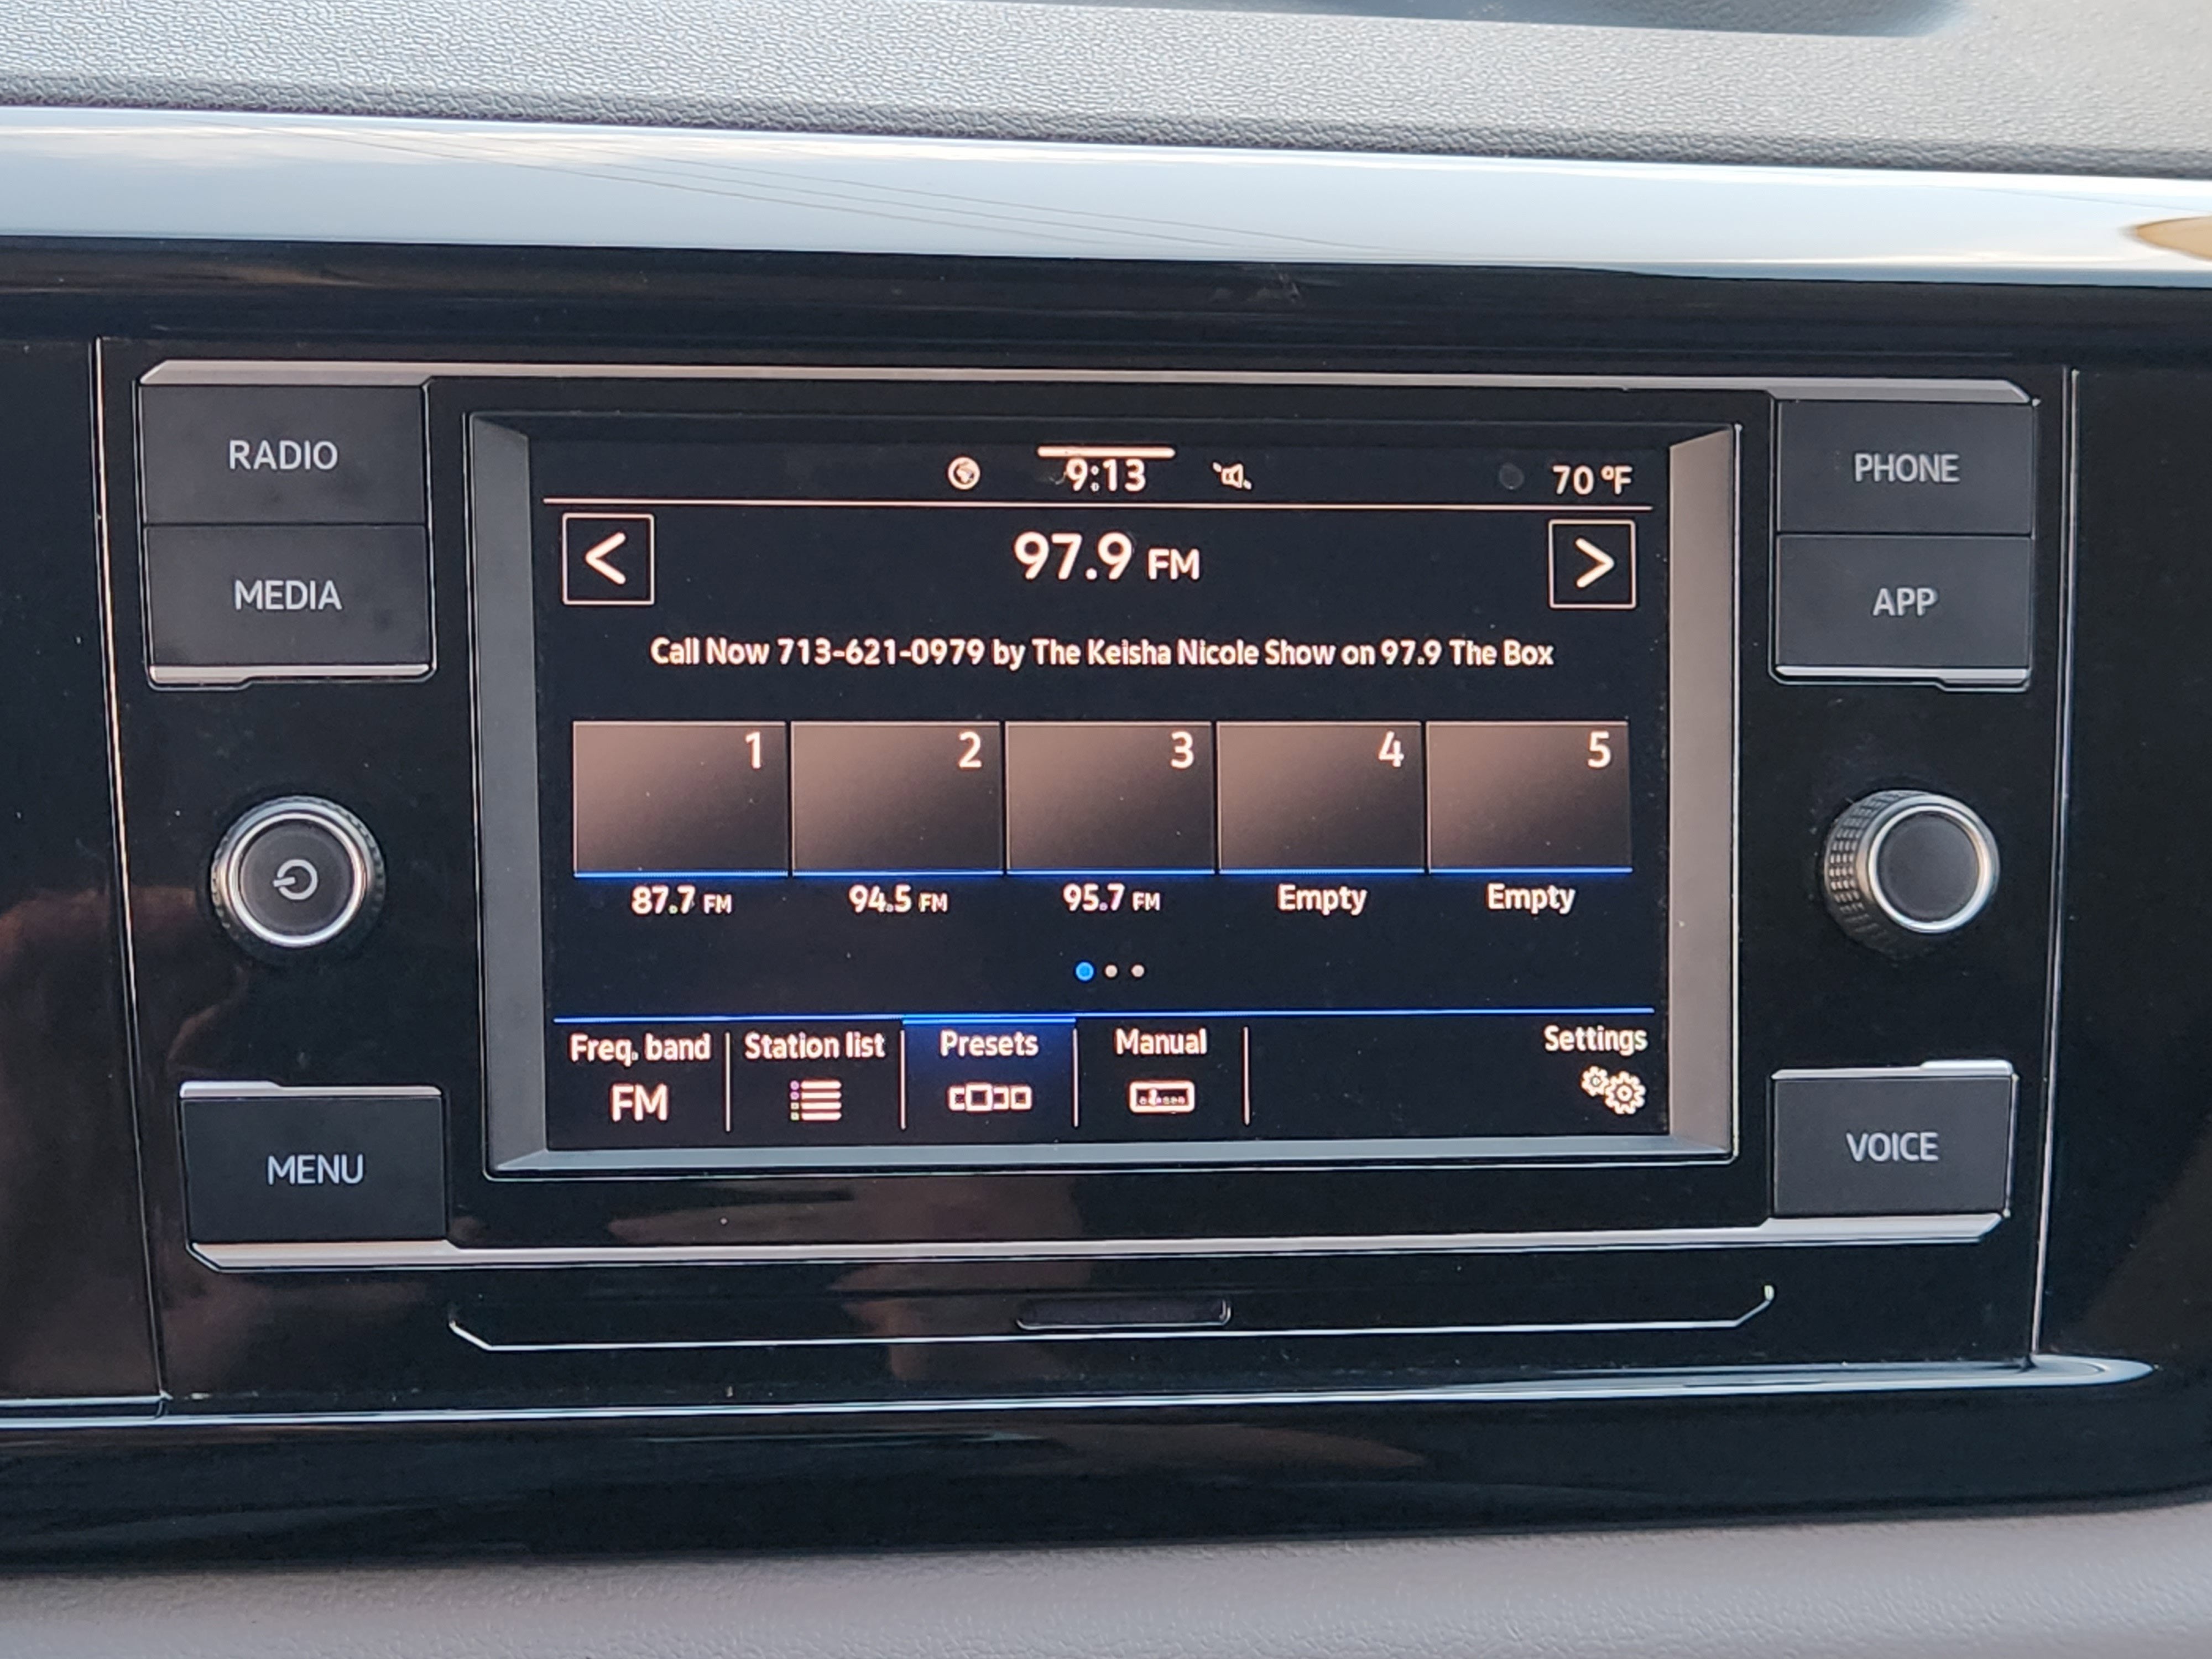 RADIO
MEDIA
MENU
9:13
70 °F
<
97.9 FM
>
Call Now 713-621-0979 by The Keisha Nicole Show on 97.9 The Box
1 2 3 4 5
87.7 FM 94.5 FM 95.7 FM Empty Empty
Freq. band Station list Presets Manual Settings
FM
PHONE
APP
VOICE